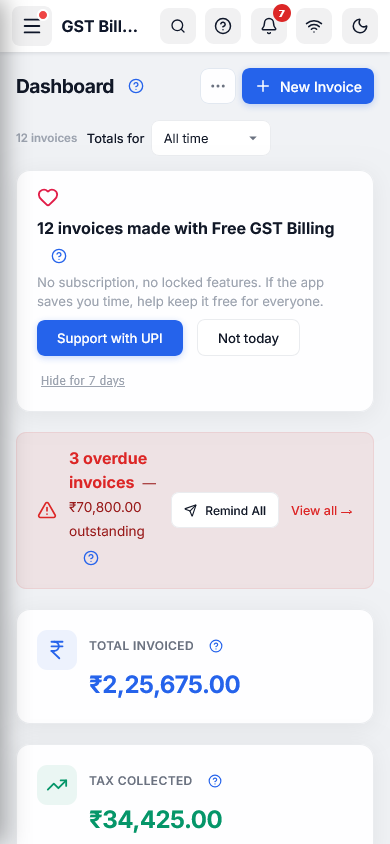 GST Bill...
7
Dashboard
New Invoice
12 invoices Totals for All time
12 invoices made with Free GST Billing
No subscription, no locked features. If the app
saves you time, help keep it free for everyone.
Support with UPI
Not today
Hide for 7 days
3 overdue
invoices —
₹70,800.00
outstanding
Remind All
View all →
TOTAL INVOICED
₹2,25,675.00
TAX COLLECTED
₹34,425.00